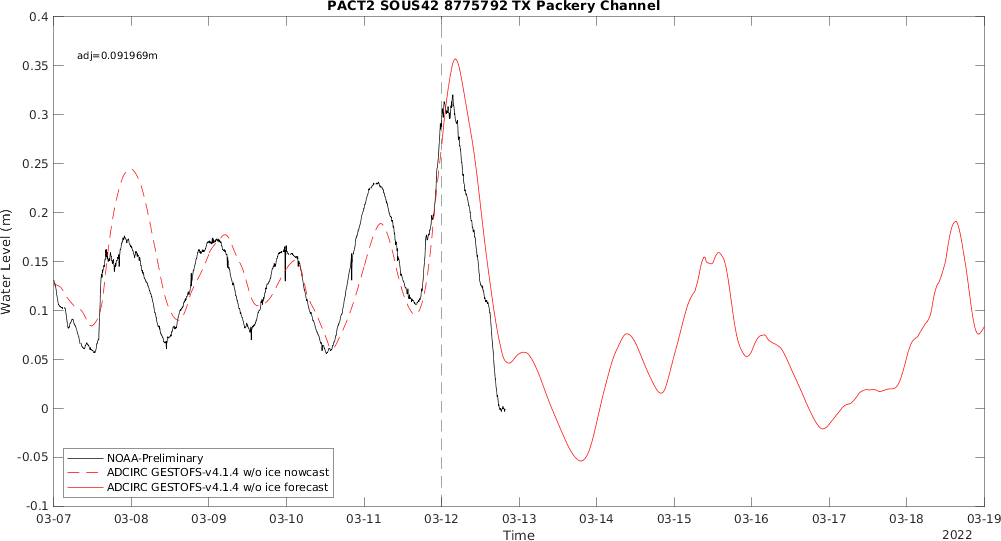 PACT2 SOUS42 8775792 TX Packery Channel
adj=0.091969m
Water Level (m)
0.4
0.35
0.3
0.25
0.2
0.15
0.1
0.05
0
-0.05
-0.1
NOAA-Preliminary
ADCIRC GESTOFS-v4.1.4 w/o ice nowcast
ADCIRC GESTOFS-v4.1.4 w/o ice forecast
03-07 03-08 03-09 03-10 03-11 03-12 03-13 03-14 03-15 03-16 03-17 03-18 03-19
Time
2022